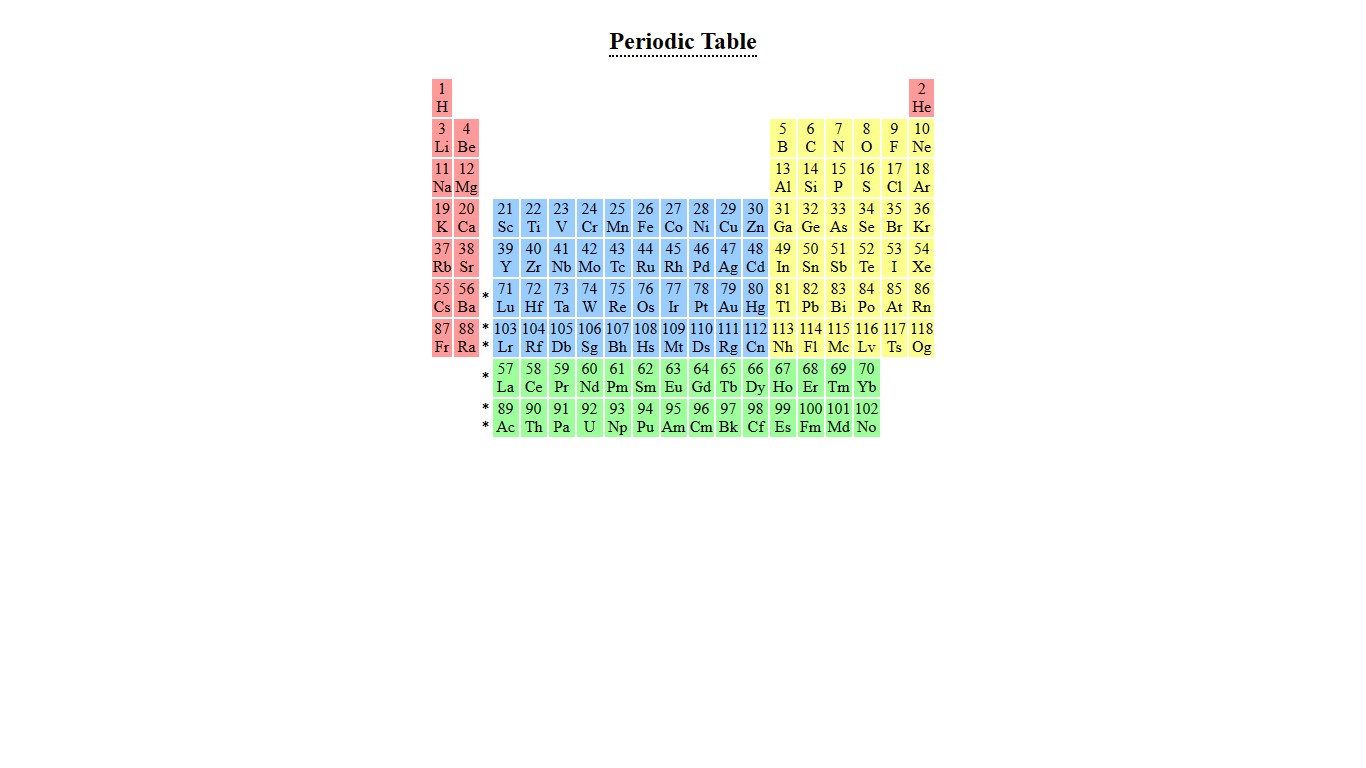 Periodic Table
1 2
H He
3 4 5 6 7 8 9 10
Li Be B C N O F Ne
11 12 13 14 15 16 17 18
Na Mg Al Si P S Cl Ar
19 20 21 22 23 24 25 26 27 28 29 30 31 32 33 34 35 36
K Ca Sc Ti V Cr Mn Fe Co Ni Cu Zn Ga Ge As Se Br Kr
37 38 39 40 41 42 43 44 45 46 47 48 49 50 51 52 53 54
Rb Sr Y Zr Nb Mo Tc Ru Rh Pd Ag Cd In Sn Sb Te I Xe
55 56 * 71 72 73 74 75 76 77 78 79 80 81 82 83 84 85 86
Cs Ba Lu Hf Ta W Re Os Ir Pt Au Hg Tl Pb Bi Po At Rn
87 88 * 103 104 105 106 107 108 109 110 111 112 113 114 115 116 117 118
Fr Ra * Lr Rf Db Sg Bh Hs Mt Ds Rg Cn Nh Fl Mc Lv Ts Og
* 57 58 59 60 61 62 63 64 65 66 67 68 69 70
La Ce Pr Nd Pm Sm Eu Gd Tb Dy Ho Er Tm Yb
* 89 90 91 92 93 94 95 96 97 98 99 100 101 102
* Ac Th Pa U Np Pu Am Cm Bk Cf Es Fm Md No